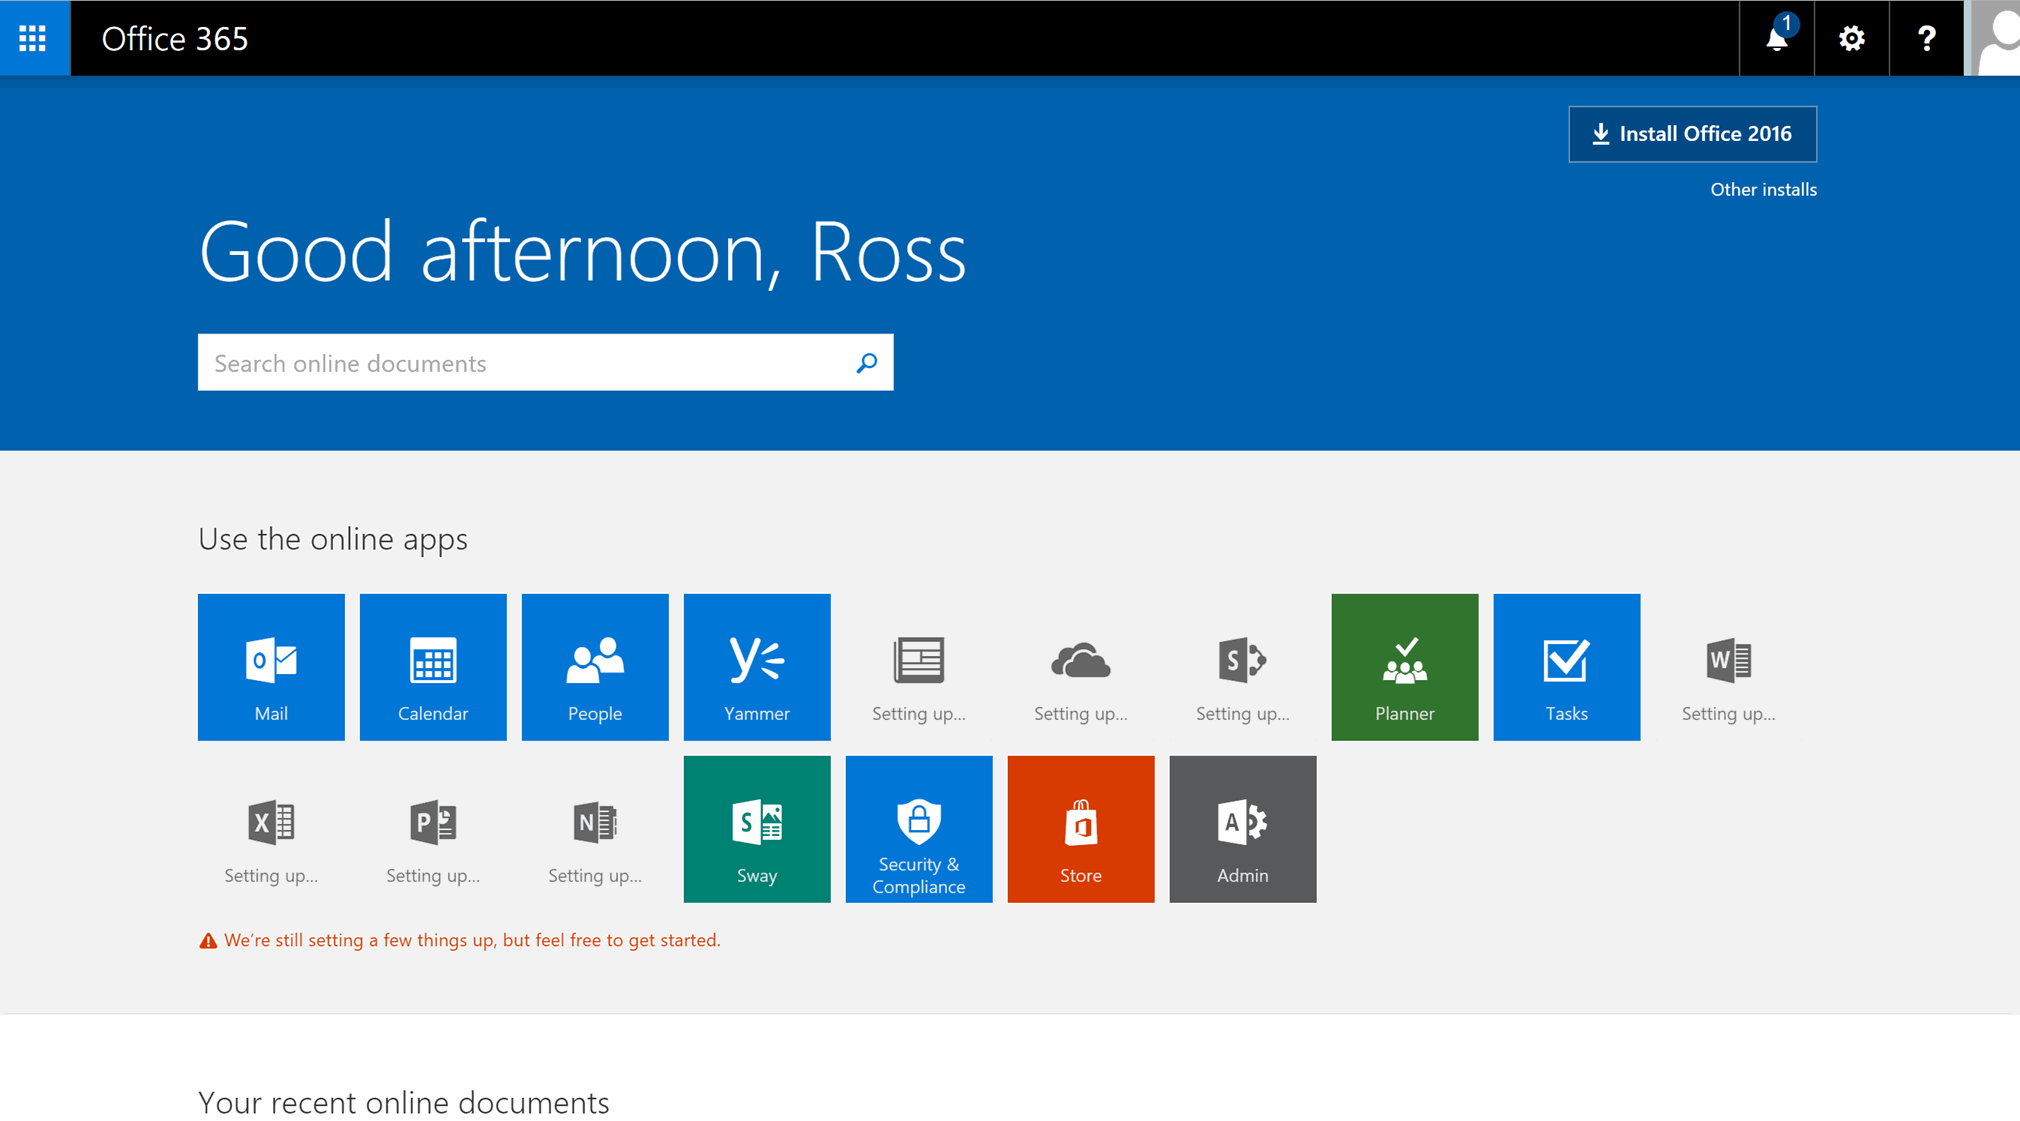 Office 365
1
?
Install Office 2016
Other installs
Good afternoon, Ross
Search online documents
Use the online apps
Mail
Calendar
People
Yammer
Setting up...
Setting up...
Setting up...
Planner
Tasks
Setting up...
Setting up...
Setting up...
Setting up...
Sway
Security &
Compliance
Store
Admin
We're still setting a few things up, but feel free to get started.
Your recent online documents